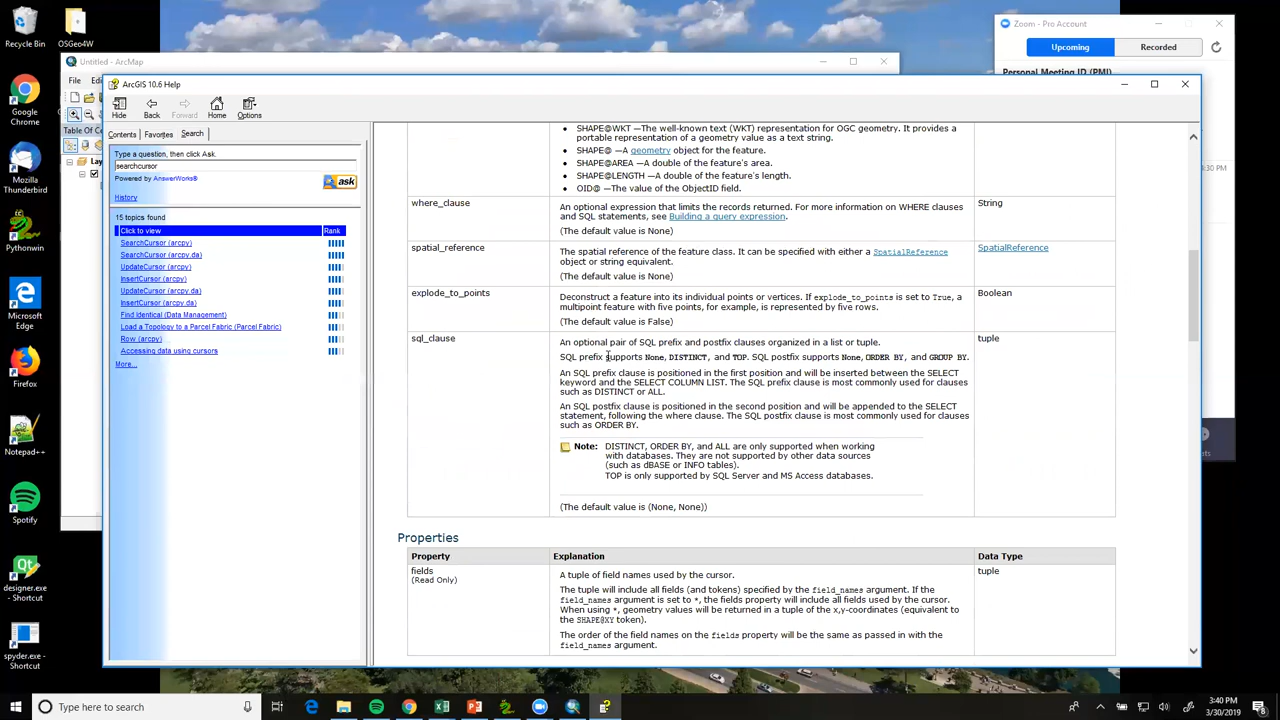 Recycle Bin
OSGeo4W
Google
Chrome
Mozilla
Thunderbird
Pythonwin
Microsoft
Edge
Firefox
Notepad++
Spotify
designer.exe
- Shortcut
spyder.exe -
Shortcut
Untitled - ArcMap
File
Table Of C
Lay
Zoom - Pro Account
Upcoming
Recorded
Personal Meeting ID (PMI)
4:30 PM
ArcGIS 10.6 Help
Hide
Back
Forward
Home
Options
Contents
Favorites
Search
Type a question, then click Ask.
searchcursor
Powered by AnswerWorks®
ask
History
15 topics found
Click to view
Rank
SearchCursor (arcpy)
SearchCursor (arcpy.da)
UpdateCursor (arcpy)
InsertCursor (arcpy)
UpdateCursor (arcpy.da)
InsertCursor (arcpy.da)
Find Identical (Data Management)
Load a Topology to a Parcel Fabric (Parcel Fabric)
Row (arcpy)
Accessing data using cursors
More...
• SHAPE@WKT —The well-known text (WKT) representation for OGC geometry. It provides a
portable representation of a geometry value as a text string.
• SHAPE@ —A geometry object for the feature.
• SHAPE@AREA —A double of the feature's area.
• SHAPE@LENGTH —A double of the feature's length.
• OID@ —The value of the ObjectID field.
where_clause
An optional expression that limits the records returned. For more information on WHERE clauses
and SQL statements, see Building a query expression.
(The default value is None)
String
spatial_reference
The spatial reference of the feature class. It can be specified with either a SpatialReference
object or string equivalent.
(The default value is None)
SpatialReference
explode_to_points
Deconstruct a feature into its individual points or vertices. If explode_to_points is set to True, a
multipoint feature with five points, for example, is represented by five rows.
(The default value is False)
Boolean
sql_clause
An optional pair of SQL prefix and postfix clauses organized in a list or tuple.
SQL prefix supports None, DISTINCT, and TOP. SQL postfix supports None, ORDER BY, and GROUP BY.
An SQL prefix clause is positioned in the first position and will be inserted between the SELECT
keyword and the SELECT COLUMN LIST. The SQL prefix clause is most commonly used for clauses
such as DISTINCT or ALL.
An SQL postfix clause is positioned in the second position and will be appended to the SELECT
statement, following the where clause. The SQL postfix clause is most commonly used for clauses
such as ORDER BY.
Note: DISTINCT, ORDER BY, and ALL are only supported when working
with databases. They are not supported by other data sources
(such as dBASE or INFO tables).
TOP is only supported by SQL Server and MS Access databases.
(The default value is (None, None))
tuple
Properties
Property
Explanation
Data Type
fields
(Read Only)
A tuple of field names used by the cursor.
The tuple will include all fields (and tokens) specified by the field_names argument. If the
field_names argument is set to *, the fields property will include all fields used by the cursor.
When using *, geometry values will be returned in a tuple of the x,y-coordinates (equivalent to
the SHAPE@XY token).
The order of the field names on the fields property will be the same as passed in with the
field_names argument.
tuple
Type here to search
3:40 PM
3/30/2019